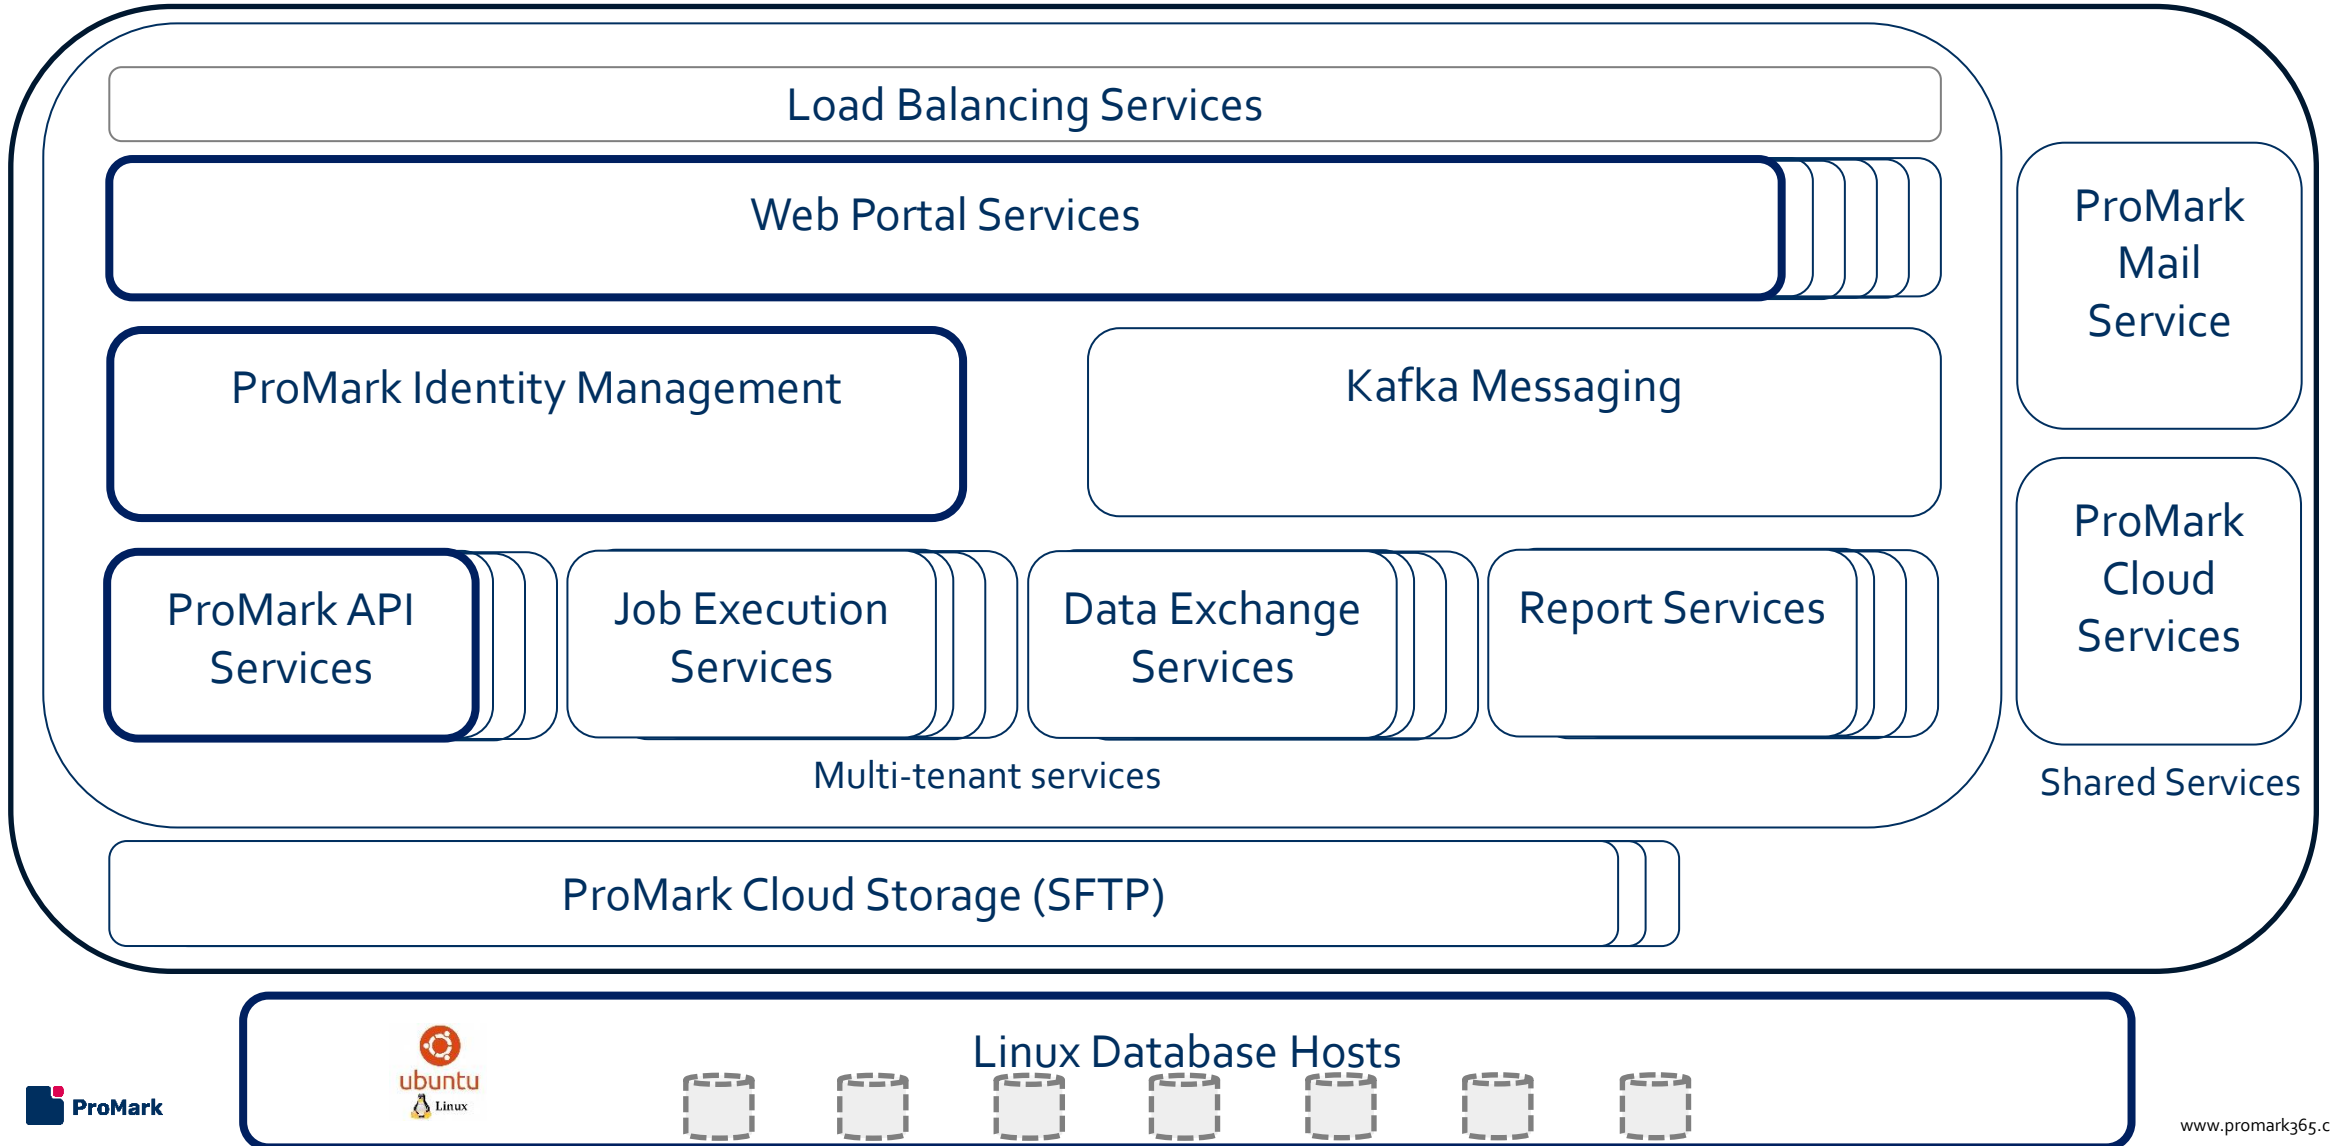 Load Balancing Services
Web Portal Services
ProMark
Mail
Service
ProMark Identity Management
Kafka Messaging
ProMark
Cloud
Services
ProMark API
Services
Job Execution
Services
Data Exchange
Services
Report Services
Multi-tenant services
Shared Services
ProMark Cloud Storage (SFTP)
Linux Database Hosts
ubuntu
Linux
ProMark
www.promark365.c